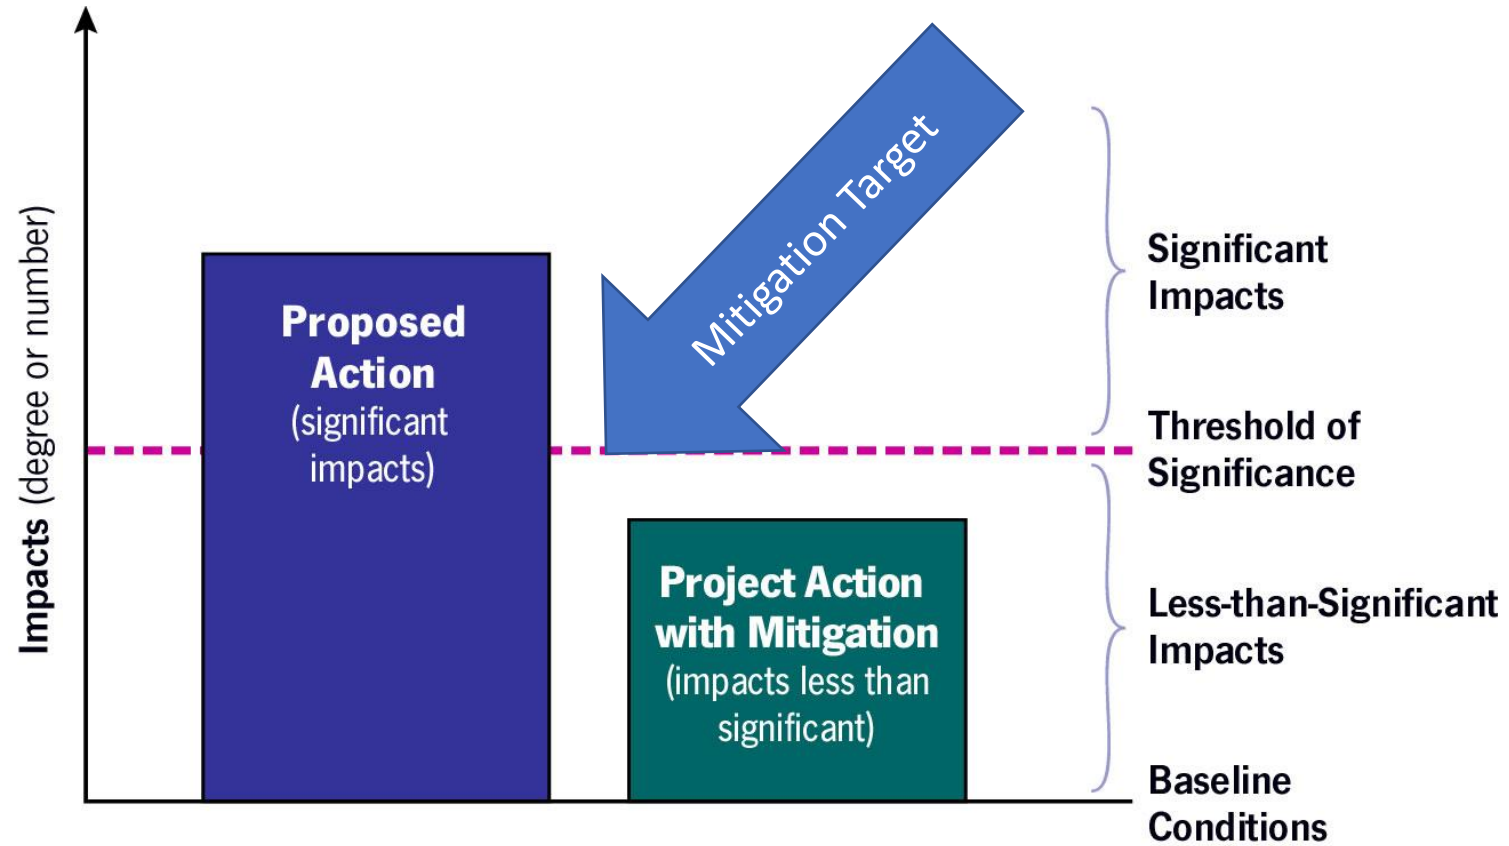 Impacts (degree or number)
Proposed
Action
(significant
impacts)
Mitigation Target
Project Action
with Mitigation
(impacts less than
significant)
Significant
Impacts
Threshold of
Significance
Less-than-Significant
Impacts
Baseline
Conditions